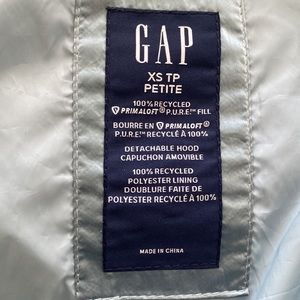 GAP
XS TP
PETITE
100% RECYCLED
PRIMALOFT® P.U.R.E.™ FILL
BOURRE EN PRIMALOFT®
P.U.R.E.™ RECYCLÉ À 100%
DETACHABLE HOOD
CAPUCHON AMOVIBLE
100% RECYCLED
POLYESTER LINING
DOUBLURE FAITE DE
POLYESTER RECYCLÉ À 100%
MADE IN CHINA